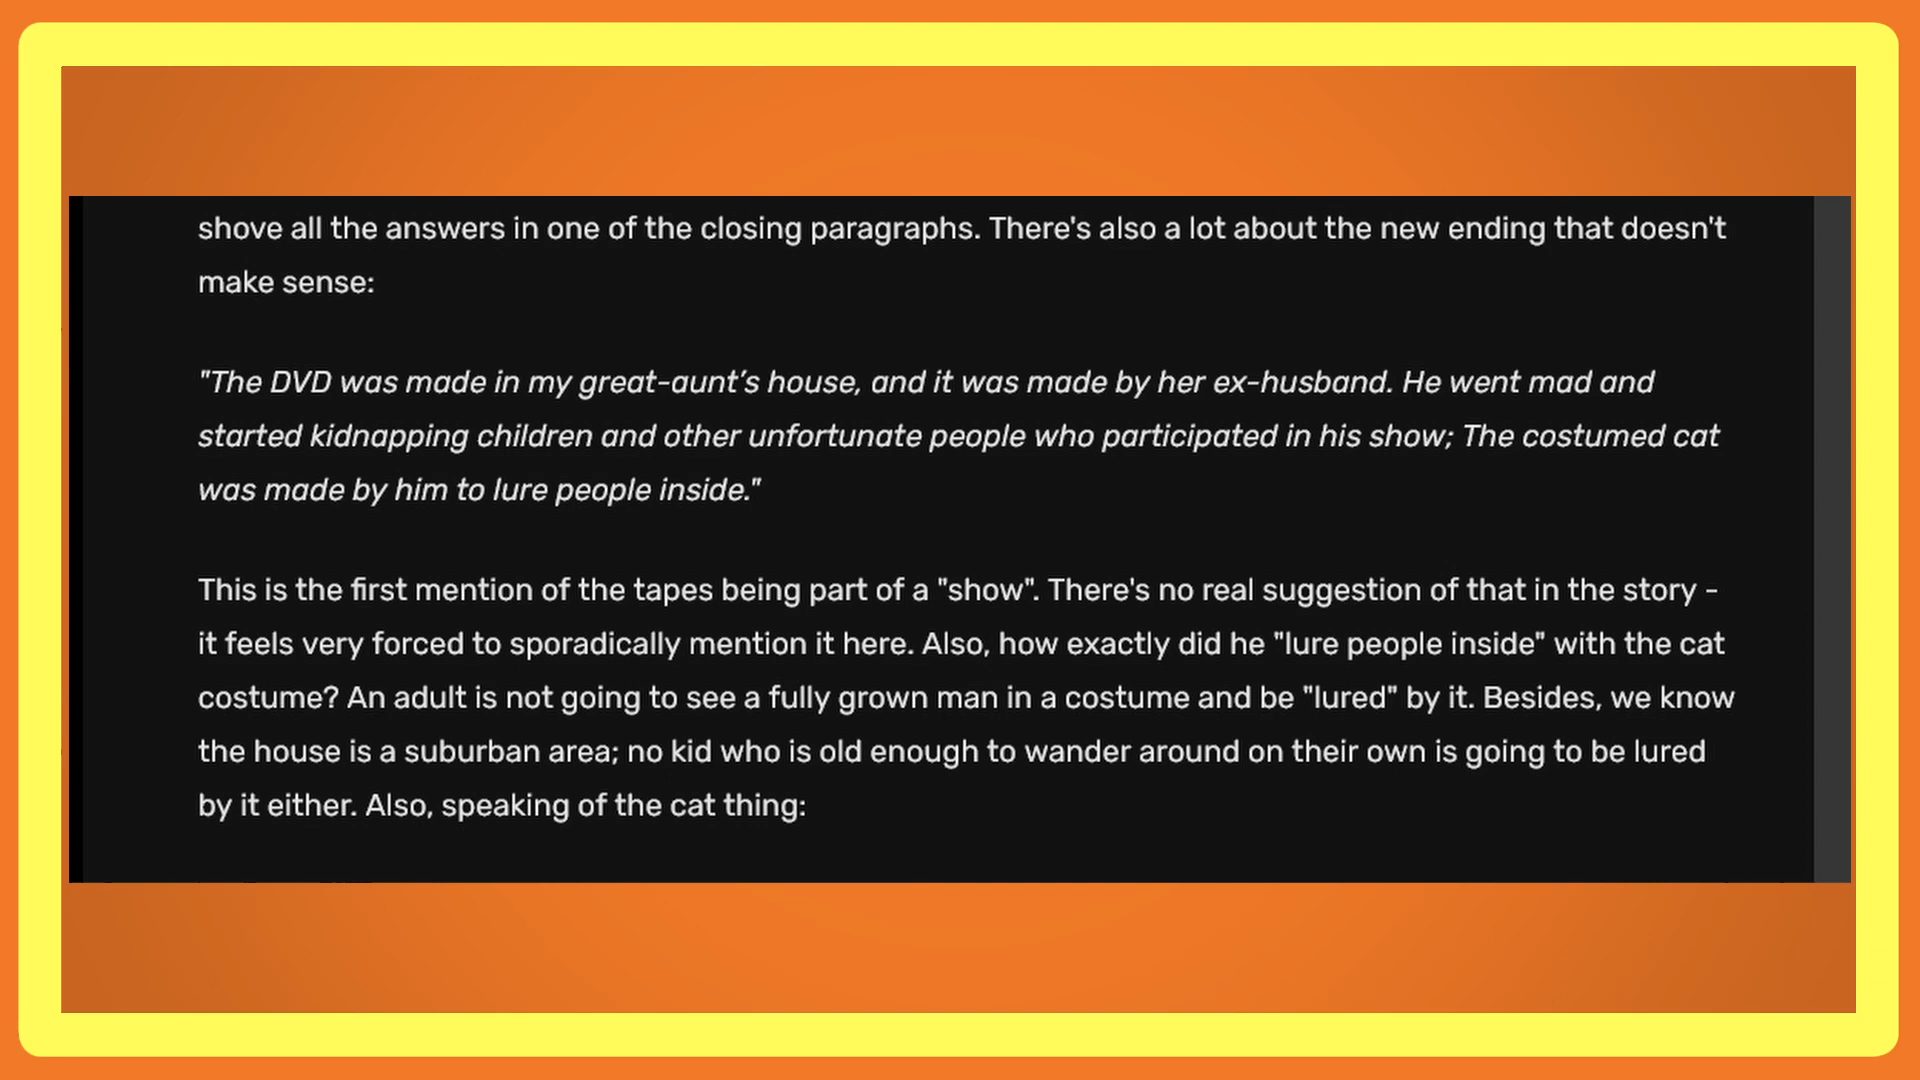 shove all the answers in one of the closing paragraphs. There's also a lot about the new ending that doesn't
make sense:
"The DVD was made in my great-aunt’s house, and it was made by her ex-husband. He went mad and
started kidnapping children and other unfortunate people who participated in his show; The costumed cat
was made by him to lure people inside."
This is the first mention of the tapes being part of a "show". There's no real suggestion of that in the story -
it feels very forced to sporadically mention it here. Also, how exactly did he "lure people inside" with the cat
costume? An adult is not going to see a fully grown man in a costume and be "lured" by it. Besides, we know
the house is a suburban area; no kid who is old enough to wander around on their own is going to be lured
by it either. Also, speaking of the cat thing: